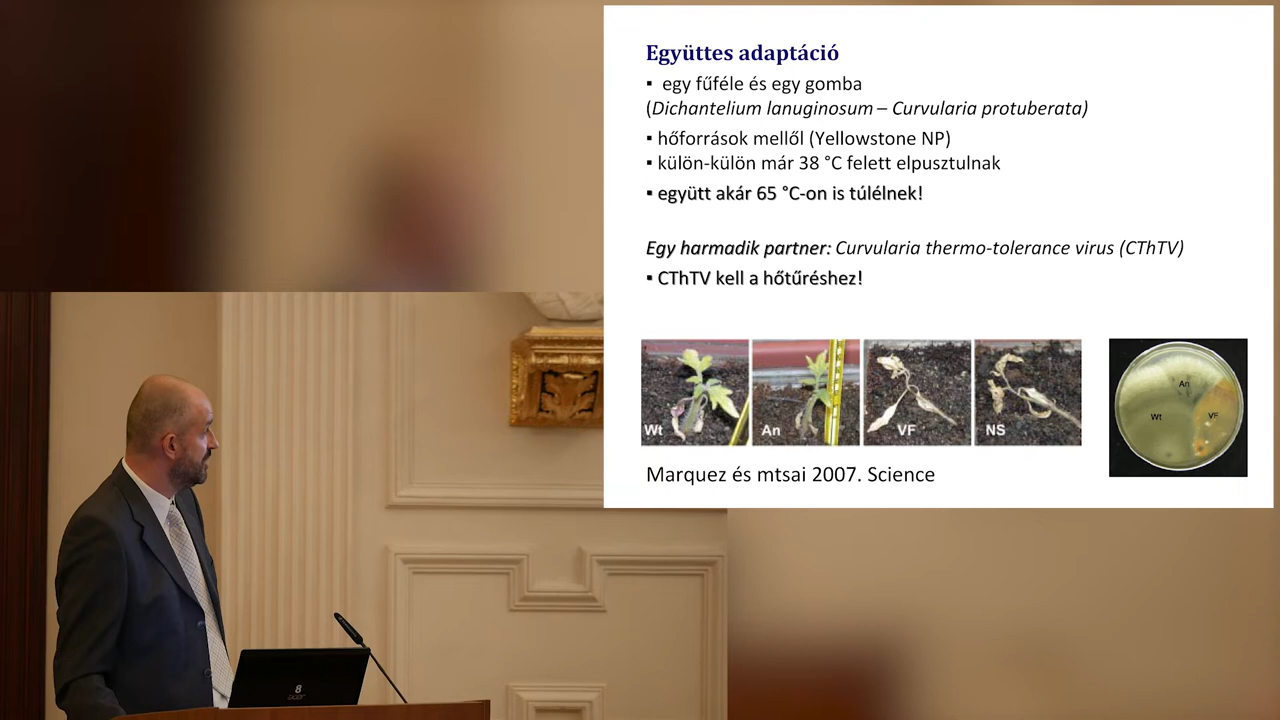 Együttes adaptáció
▪ egy fűféle és egy gomba
(Dichantelium lanuginosum – Curvularia protuberata)
▪ hőforrások mellől (Yellowstone NP)
▪ külön-külön már 38 °C felett elpusztulnak
▪ együtt akár 65 °C-on is túlélnek!
Egy harmadik partner: Curvularia thermo-tolerance virus (CThTV)
▪ CThTV kell a hőtűréshez!
Wt
An
VF
NS
An
Wt
VF
Marquez és mtsai 2007. Science
8